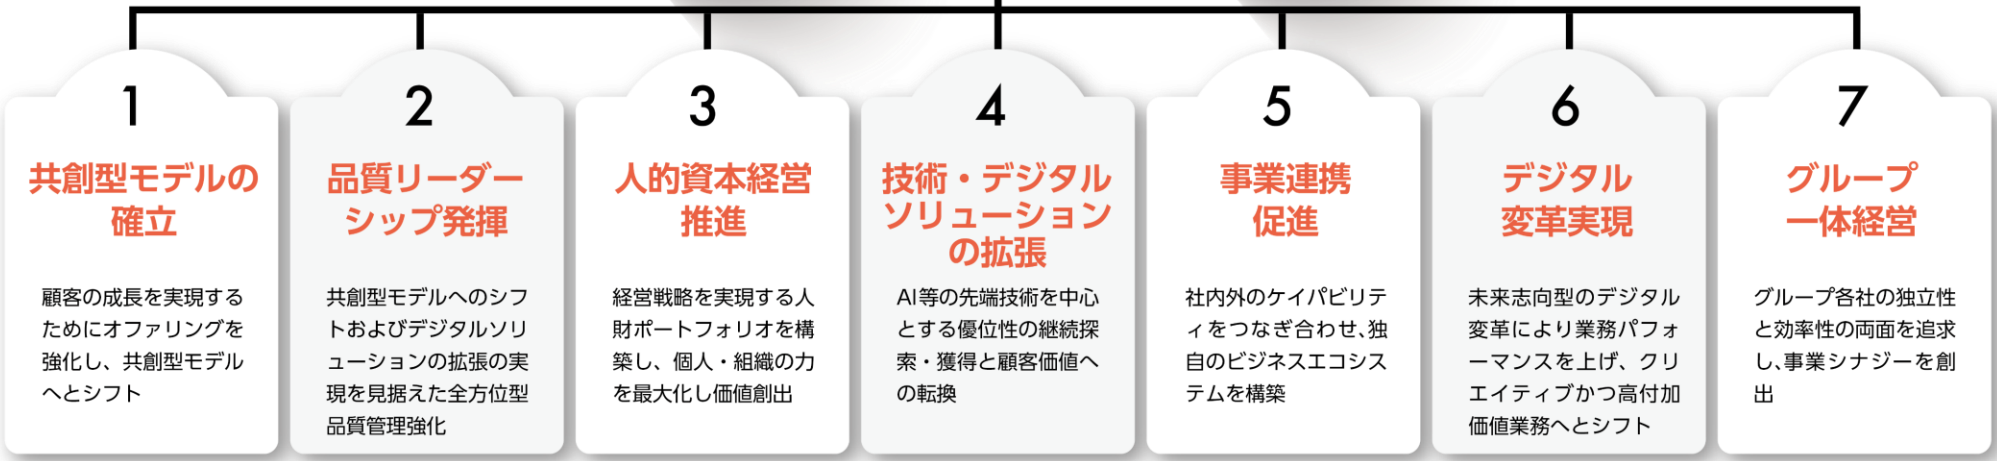 1
共創型モデルの
確立
顧客の成長を実現する
ためにオファリングを
強化し、共創型モデル
へとシフト
2
品質リーダー
シップ発揮
共創型モデルへのシフ
トおよびデジタルソリ
ューションの拡張の実
現を見据えた全方位型
品質管理強化
3
人的資本経営
推進
経営戦略を実現する人
財ポートフォリオを構
築し、個人・組織の力
を最大化し価値創出
4
技術・デジタル
ソリューション
の拡張
AI等の先端技術を中心
とする優位性の継続探
索・獲得と顧客価値へ
の転換
5
事業連携
促進
社内外のケイパビリテ
ィをつなぎ合わせ、独
自のビジネスエコシス
テムを構築
6
デジタル
変革実現
未来志向型のデジタル
変革により業務パフォ
ーマンスを上げ、クリ
エイティブかつ高付加
価値業務へとシフト
7
グループ
一体経営
グループ各社の独立性
と効率性の両面を追求
し、事業シナジーを創
出